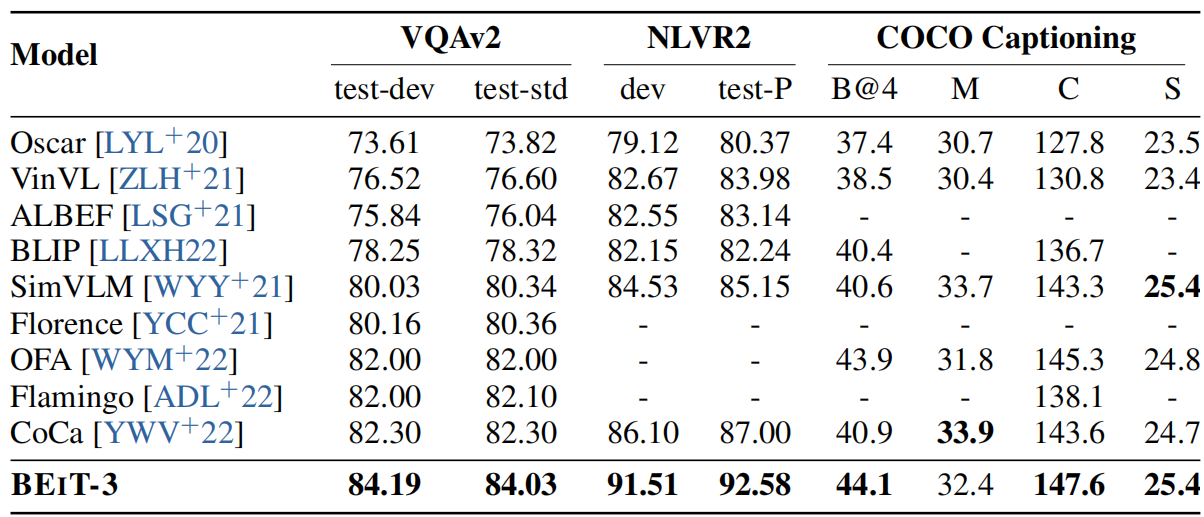 Model VQAv2 NLVR2 COCO Captioning
test-dev test-std dev test-P B@4 M C S
Oscar [LYL+20] 73.61 73.82 79.12 80.37 37.4 30.7 127.8 23.5
VinVL [ZLH+21] 76.52 76.60 82.67 83.98 38.5 30.4 130.8 23.4
ALBEF [LSG+21] 75.84 76.04 82.55 83.14 - - - -
BLIP [LLXH22] 78.25 78.32 82.15 82.24 40.4 - 136.7 -
SimVLM [WYY+21] 80.03 80.34 84.53 85.15 40.6 33.7 143.3 25.4
Florence [YCC+21] 80.16 80.36 - - - - - -
OFA [WYM+22] 82.00 82.00 - - 43.9 31.8 145.3 24.8
Flamingo [ADL+22] 82.00 82.10 - - - - 138.1 -
CoCa [YWV+22] 82.30 82.30 86.10 87.00 40.9 33.9 143.6 24.7
BEIT-3 84.19 84.03 91.51 92.58 44.1 32.4 147.6 25.4